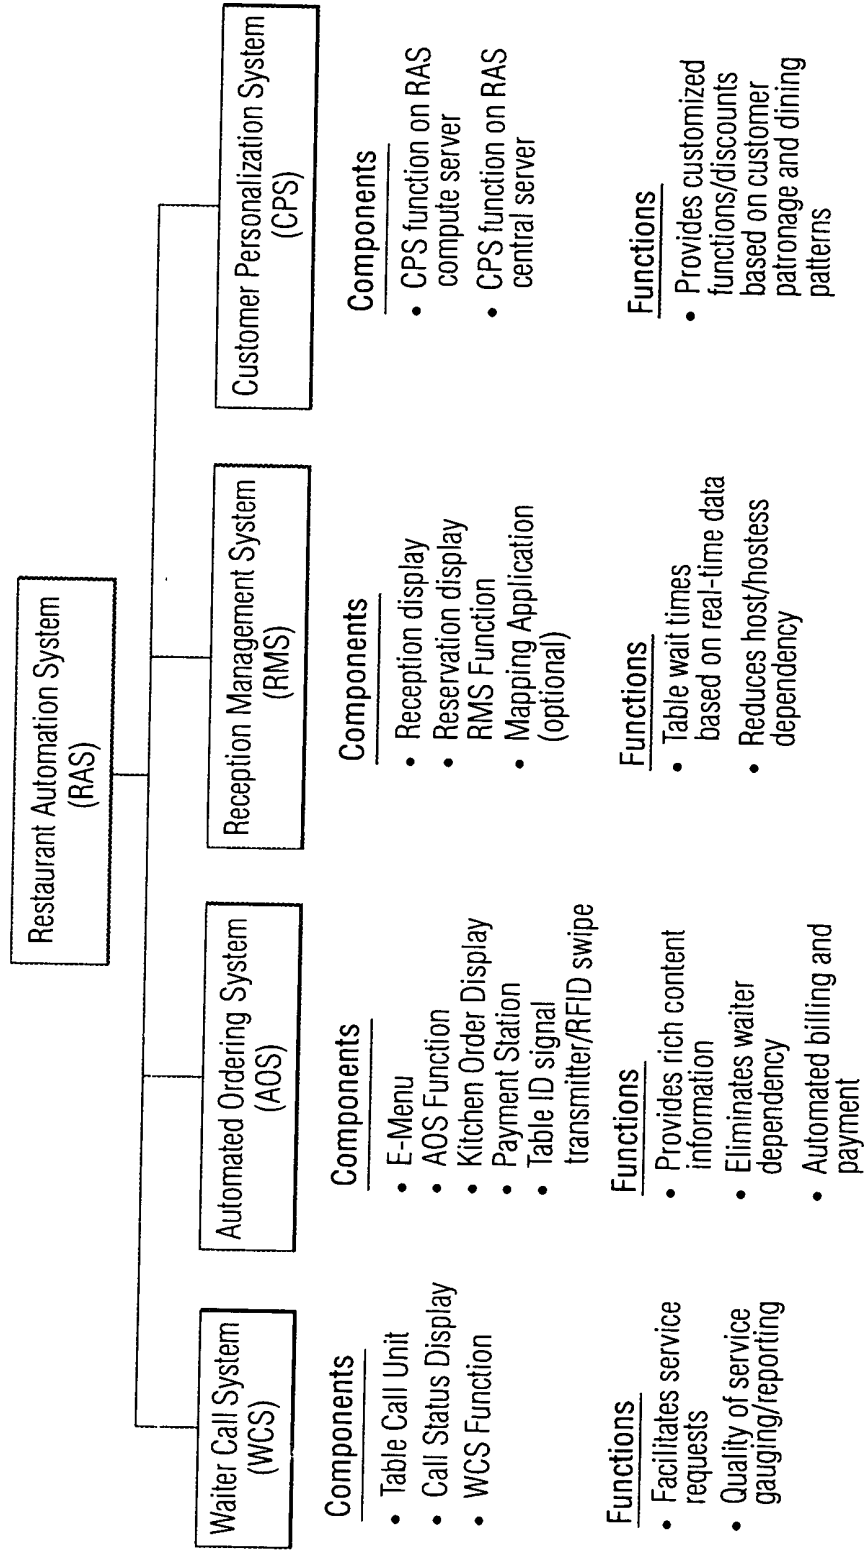 Restaurant Automation System
(RAS)
Waiter Call System
(WCS)
Components
• Table Call Unit
• Call Status Display
• WCS Function
Functions
• Facilitates service
requests
• Quality of service
gauging/reporting
Automated Ordering System
(AOS)
Components
• E-Menu
• AOS Function
• Kitchen Order Display
• Payment Station
• Table ID signal
transmitter/RFID swipe
Functions
• Provides rich content
information
• Eliminates waiter
dependency
• Automated billing and
payment
Reception Management System
(RMS)
Components
• Reception display
• Reservation display
RMS Function
• Mapping Application
(optional)
Functions
• Table wait times
based on real-time data
• Reduces host/hostess
dependency
Customer Personalization System
(CPS)
Components
• CPS function on RAS
compute server
• CPS function on RAS
central server
Functions
• Provides customized
functions/discounts
based on customer
patronage and dining
patterns